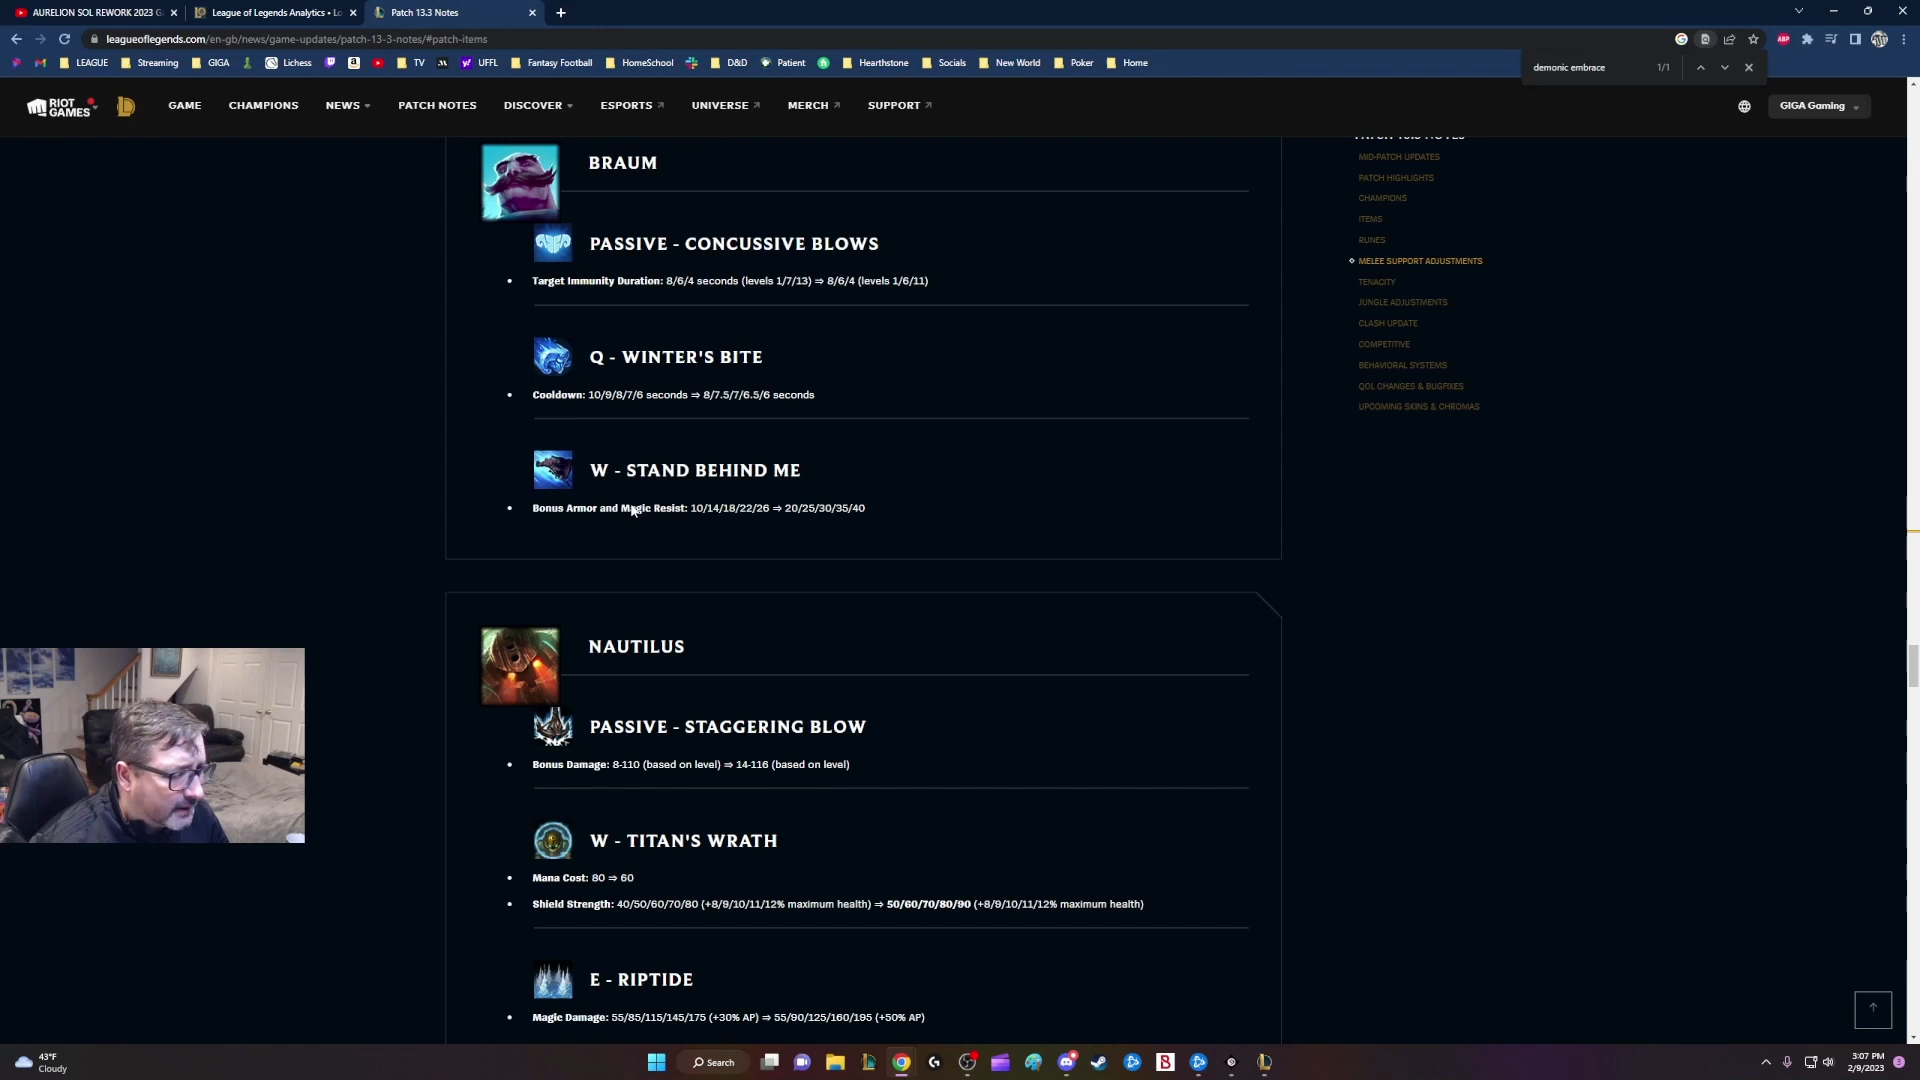 AURELION SOL REWORK 2023 G
League of Legends Analytics • Lo
Patch 13.3 Notes
leagueoflegends.com/en-gb/news/game-updates/patch-13-3-notes/#patch-items
LEAGUE
Streaming
GIGA
Lichess
TV
UFFL
Fantasy Football
HomeSchool
D&D
Patient
Hearthstone
Socials
New World
Poker
Home
demonic embrace 1/1
RIOT GAMES
GAME
CHAMPIONS
NEWS
PATCH NOTES
DISCOVER
ESPORTS
UNIVERSE
MERCH
SUPPORT
GIGA Gaming
BRAUM
PASSIVE - CONCUSSIVE BLOWS
Target Immunity Duration: 8/6/4 seconds (levels 1/7/13) ⇒ 8/6/4 (levels 1/6/11)
Q - WINTER'S BITE
Cooldown: 10/9/8/7/6 seconds ⇒ 8/7.5/7/6.5/6 seconds
W - STAND BEHIND ME
Bonus Armor and Magic Resist: 10/14/18/22/26 ⇒ 20/25/30/35/40
NAUTILUS
PASSIVE - STAGGERING BLOW
Bonus Damage: 8-110 (based on level) ⇒ 14-116 (based on level)
W - TITAN'S WRATH
Mana Cost: 80 ⇒ 60
Shield Strength: 40/50/60/70/80 (+8/9/10/11/12% maximum health) ⇒ 50/60/70/80/90 (+8/9/10/11/12% maximum health)
E - RIPTIDE
Magic Damage: 55/85/115/145/175 (+30% AP) ⇒ 55/90/125/160/195 (+50% AP)
PATCH 13.3 NOTES
MID-PATCH UPDATES
PATCH HIGHLIGHTS
CHAMPIONS
ITEMS
RUNES
MELEE SUPPORT ADJUSTMENTS
TENACITY
JUNGLE ADJUSTMENTS
CLASH UPDATE
COMPETITIVE
BEHAVIORAL SYSTEMS
QOL CHANGES & BUGFIXES
UPCOMING SKINS & CHROMAS
43°F
Cloudy
Search
3:07 PM
2/9/2023
3